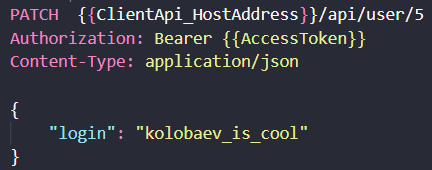 PATCH  {{ClientApi_HostAddress}}/api/user/5
Authorization: Bearer {{AccessToken}}
Content-Type: application/json

{
    "login": "kolobaev_is_cool"
}